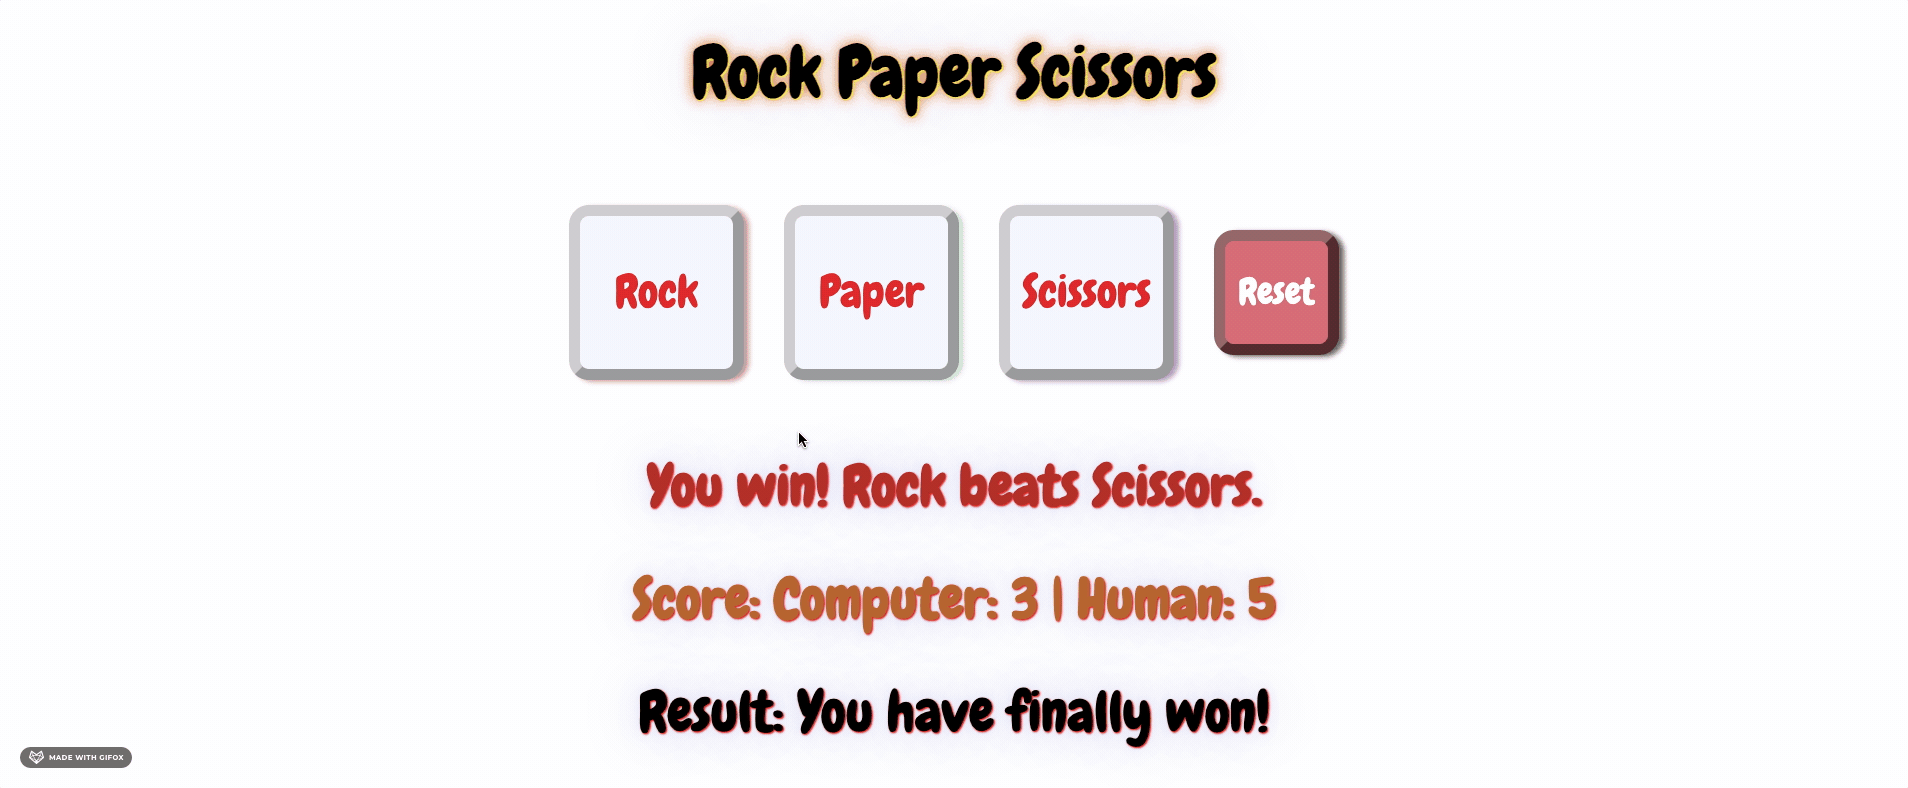 Rock Paper Scissors
Rock
Paper
Scissors
Reset
You win! Rock beats Scissors.
Score: Computer: 3 | Human: 5
Result: You have finally won!
MADE WITH GIFOX